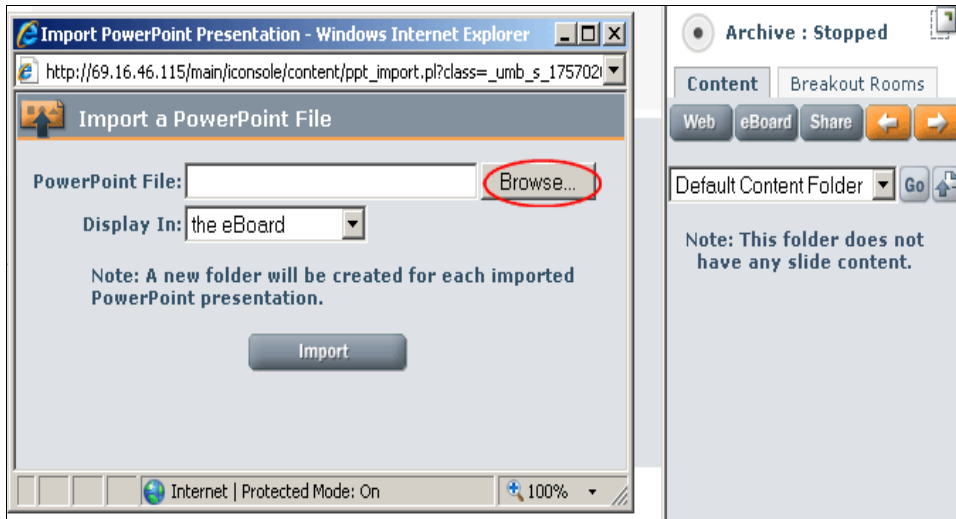 Import PowerPoint Presentation - Windows Internet Explorer
http://69.16.46.115/main/iconsole/content/ppt_import.pl?class=_umb_s_175702
Import a PowerPoint File
PowerPoint File:
Browse...
Display In:
the eBoard
Note: A new folder will be created for each imported
PowerPoint presentation.
Import
Internet | Protected Mode: On
100%
Archive : Stopped
Content
Breakout Rooms
Web
eBoard
Share
Default Content Folder
Go
Note: This folder does not
have any slide content.